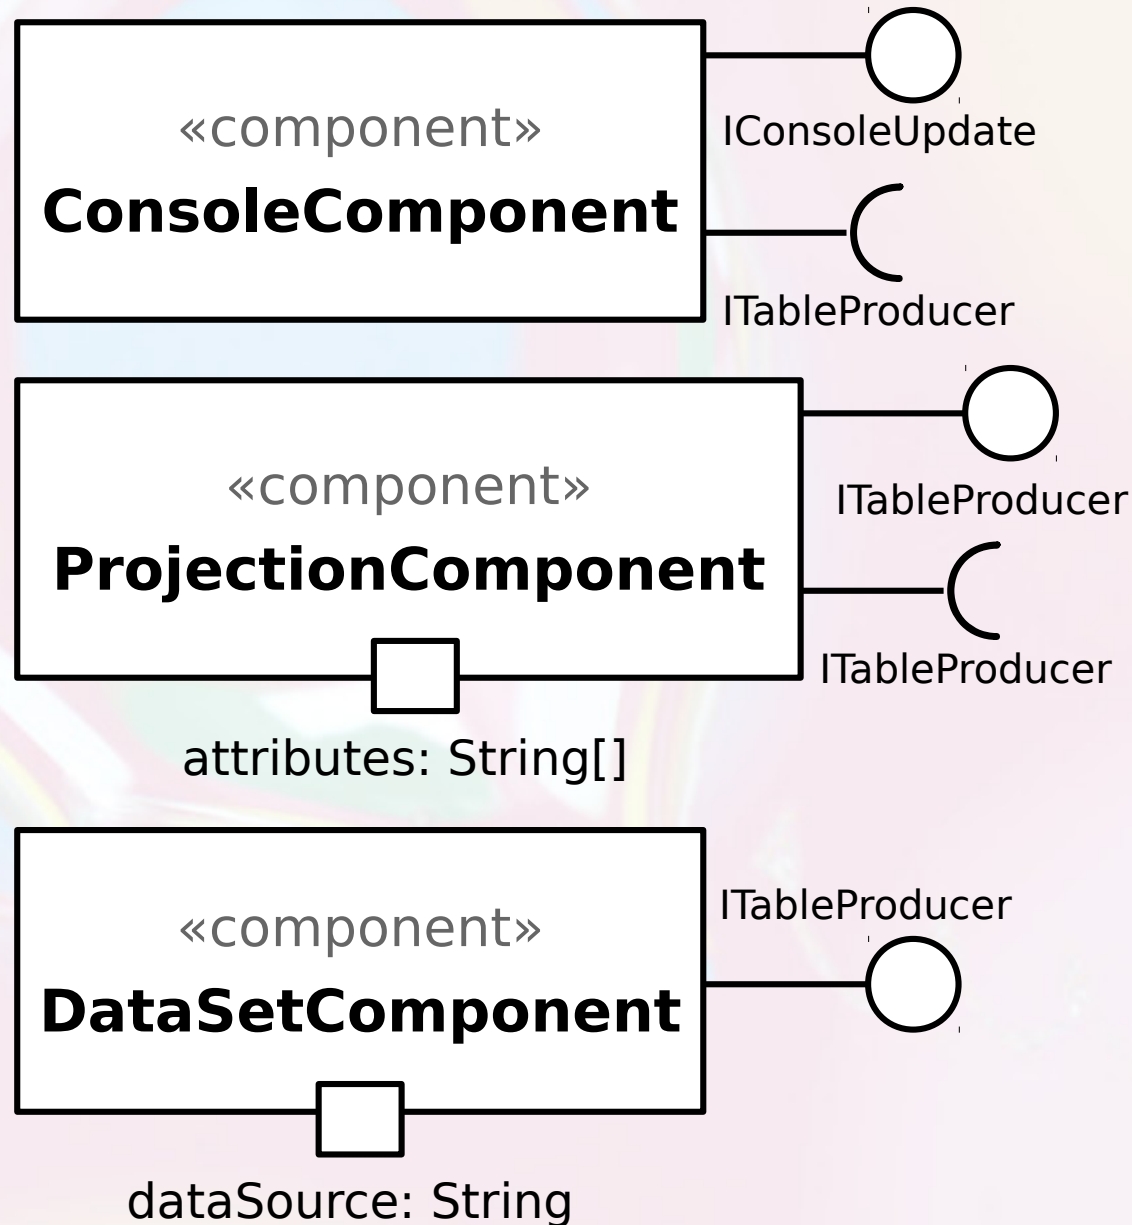 «component»
ConsoleComponent
IConsoleUpdate
ITableProducer
«component»
ProjectionComponent
ITableProducer
ITableProducer
attributes: String[]
«component»
DataSetComponent
ITableProducer
dataSource: String